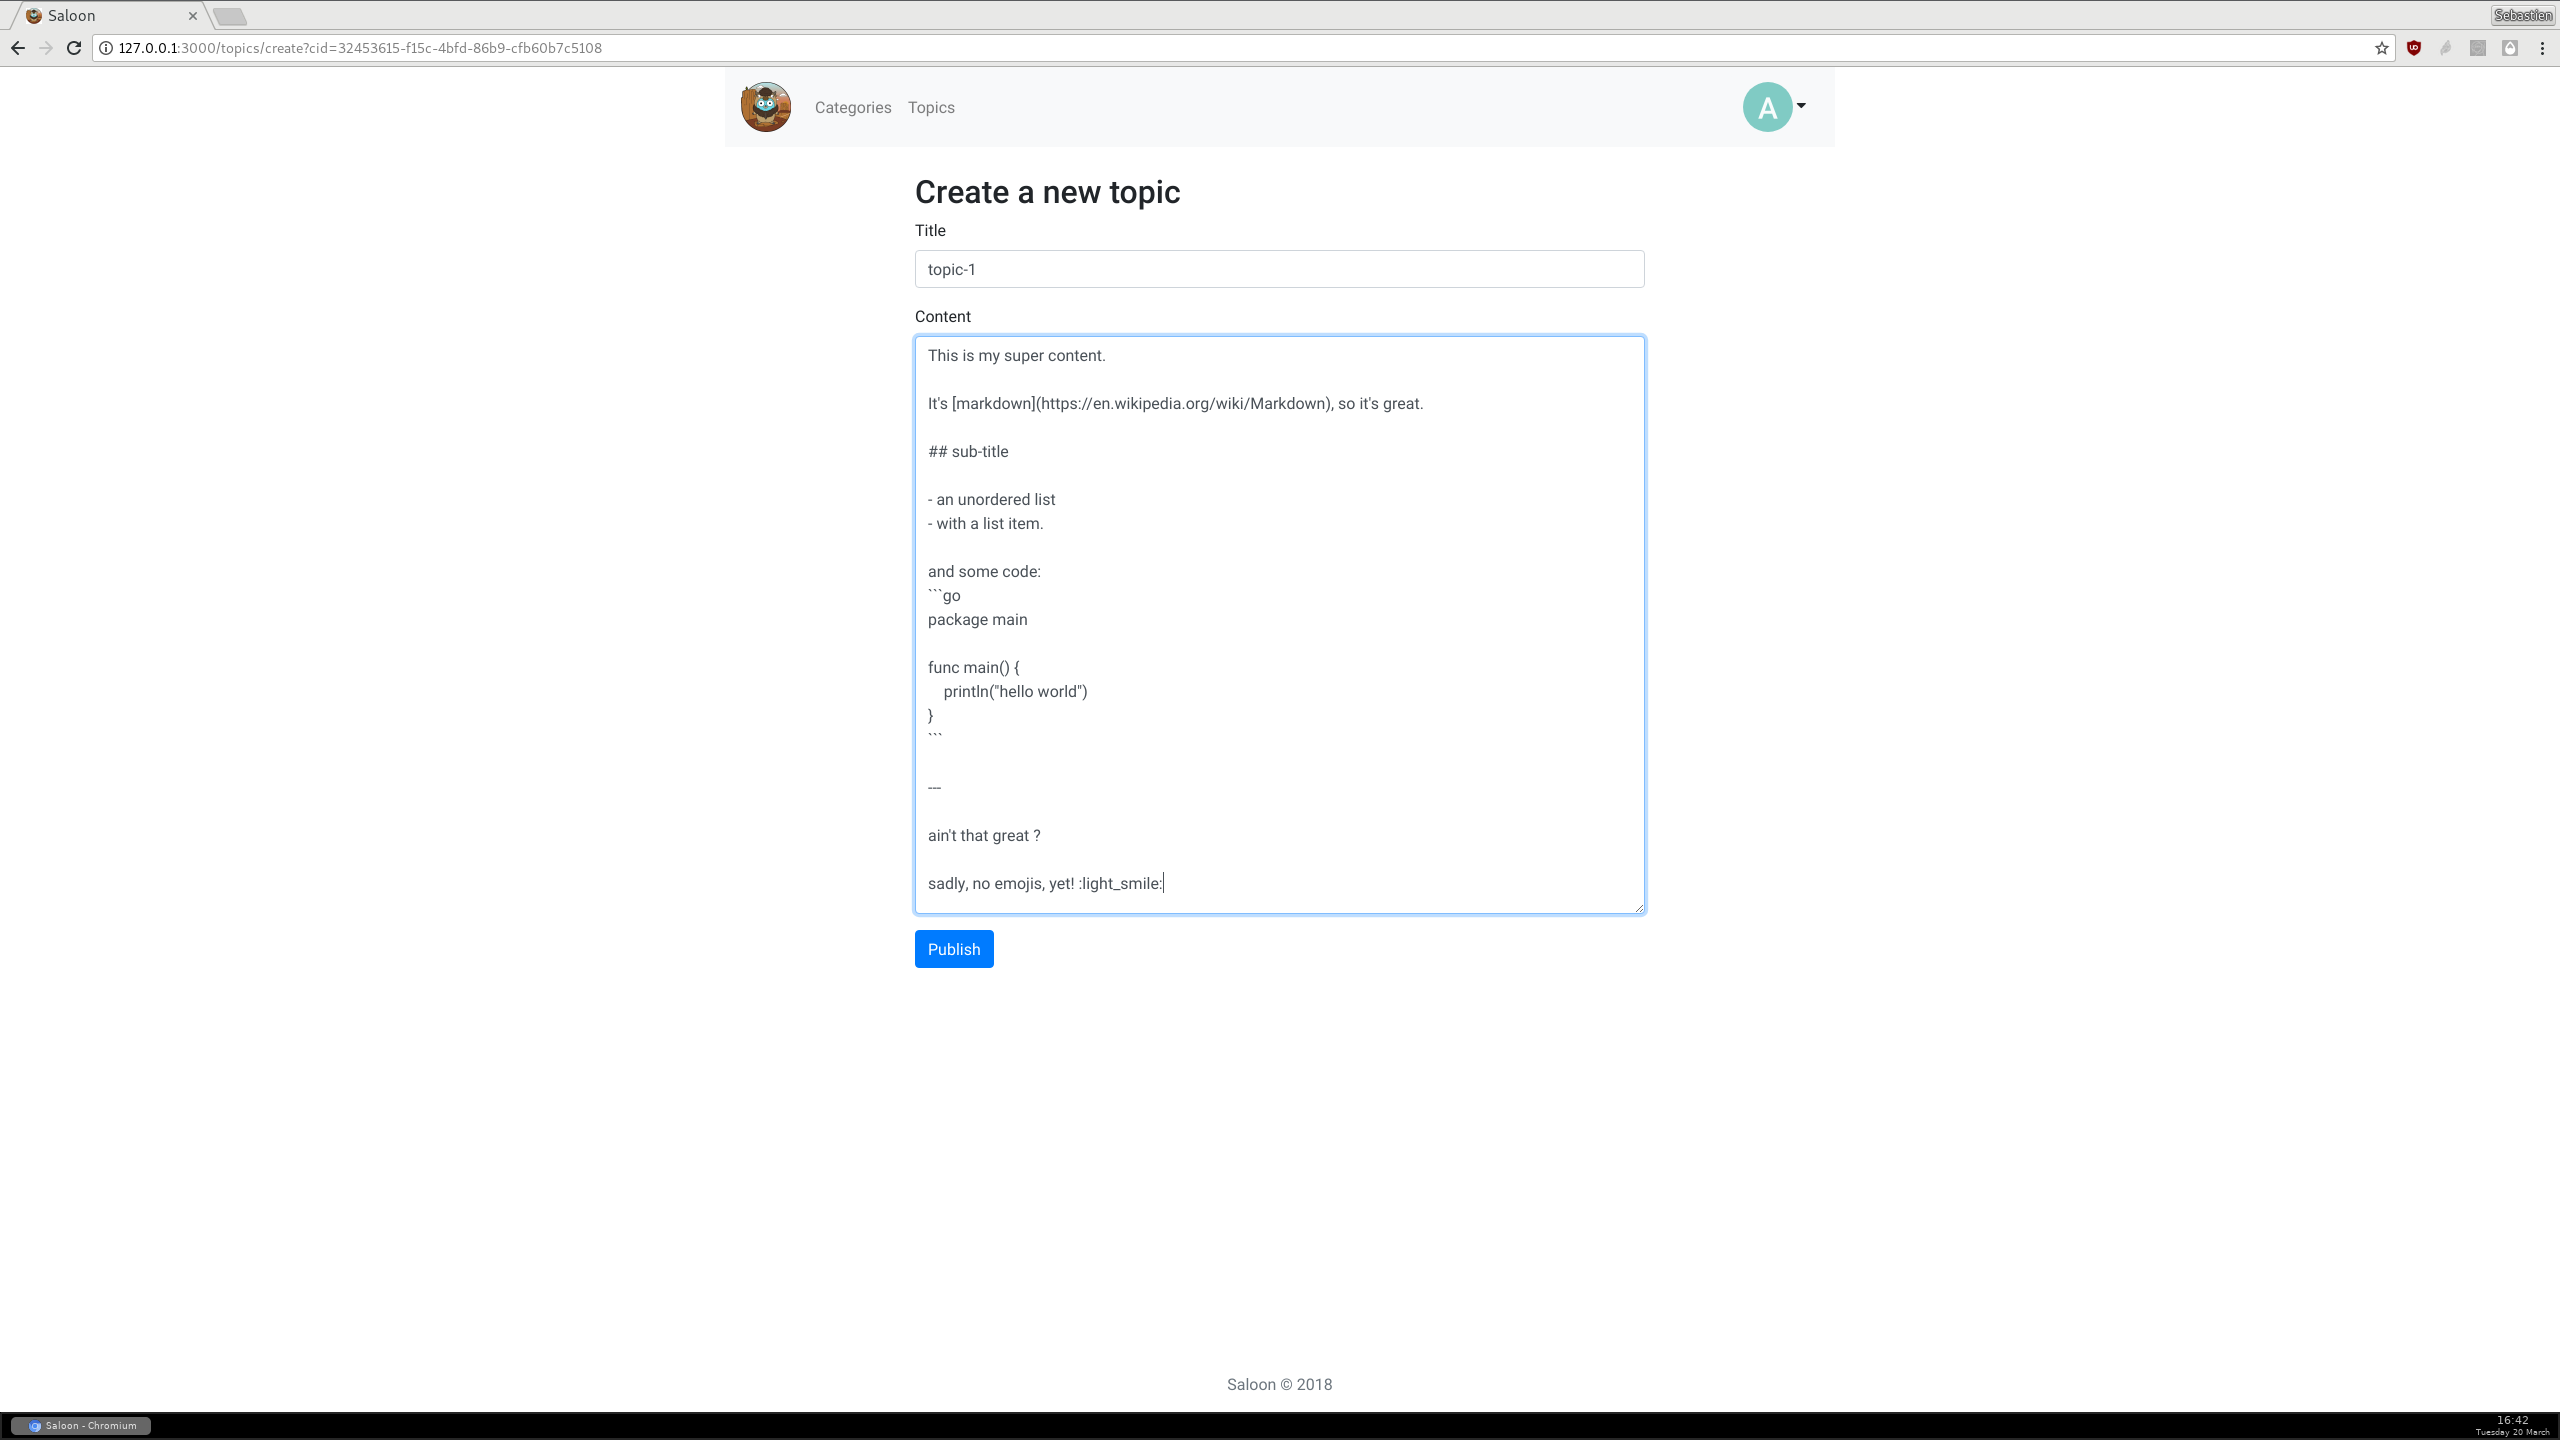 Saloon
Sebastien
127.0.0.1:3000/topics/create?cid=32453615-f15c-4bfd-86b9-cfb60b7c5108
Categories Topics
A
Create a new topic
Title
topic-1
Content
This is my super content.
It's [markdown](https://en.wikipedia.org/wiki/Markdown), so it's great.
## sub-title
- an unordered list
- with a list item.
and some code:
```go
package main
func main() {
    println("hello world")
}
```
---
ain't that great ?
sadly, no emojis, yet! :light_smile:
Publish
Saloon © 2018
Saloon - Chromium
16:42
Tuesday 20 March